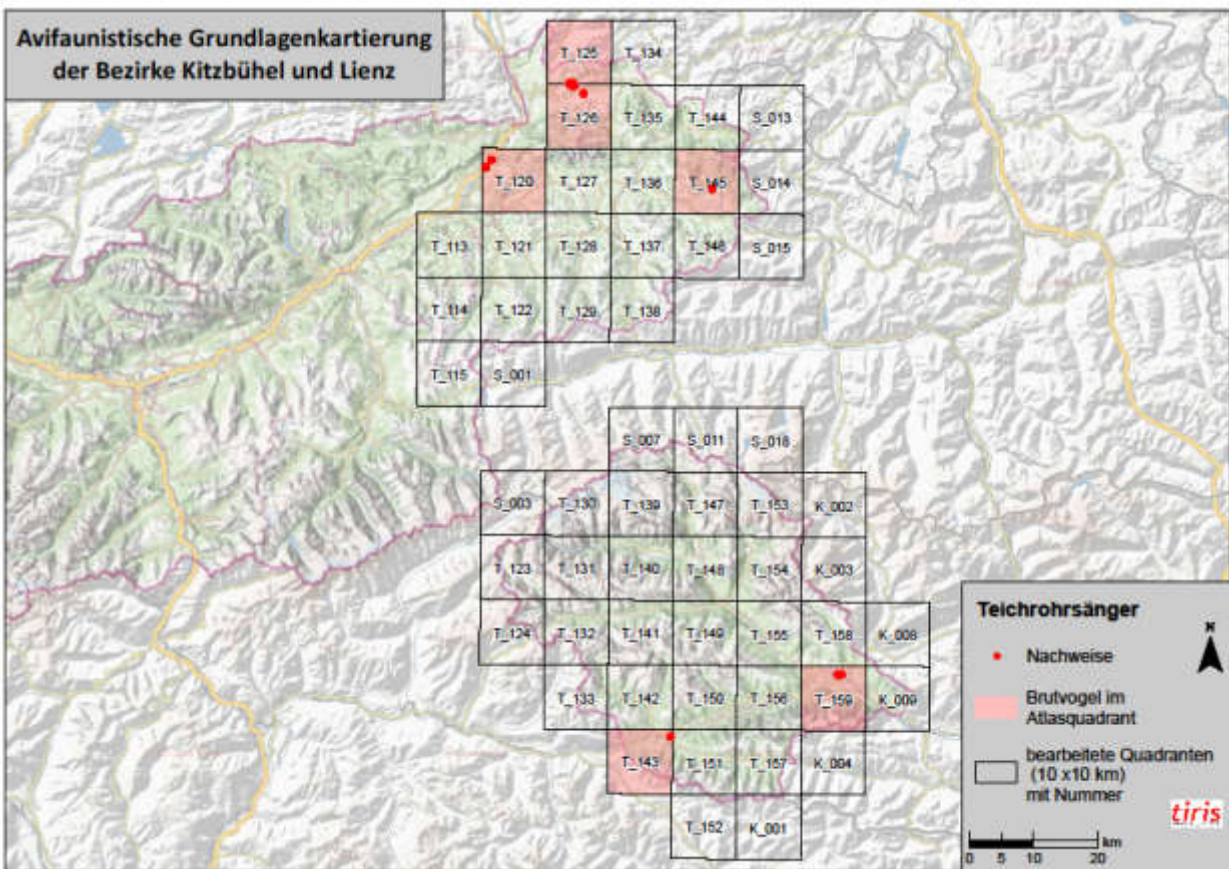 Avifaunistische Grundlagenkartierung
der Bezirke Kitzbühel und Lienz
T_125 T_134
T_126 T_135 T_144 S_013
T_120 T_127 T_136 T_145 S_014
T_113 T_121 T_128 T_137 T_146 S_015
T_114 T_122 T_129 T_138
T_115 S_001
S_007 S_011 S_016
S_003 T_130 T_139 T_147 T_153 K_002
T_123 T_131 T_140 T_148 T_154 K_003
T_124 T_132 T_141 T_149 T_155 T_158 K_008
T_133 T_142 T_150 T_156 T_159 K_009
T_143 T_151 T_157 K_004
T_152 K_001
Teichrohrsänger
N
Nachweise
Brutvogel im
Atlasquadrant
bearbeitete Quadranten
(10 x10 km)
mit Nummer
tiris
km
0 5 10 20